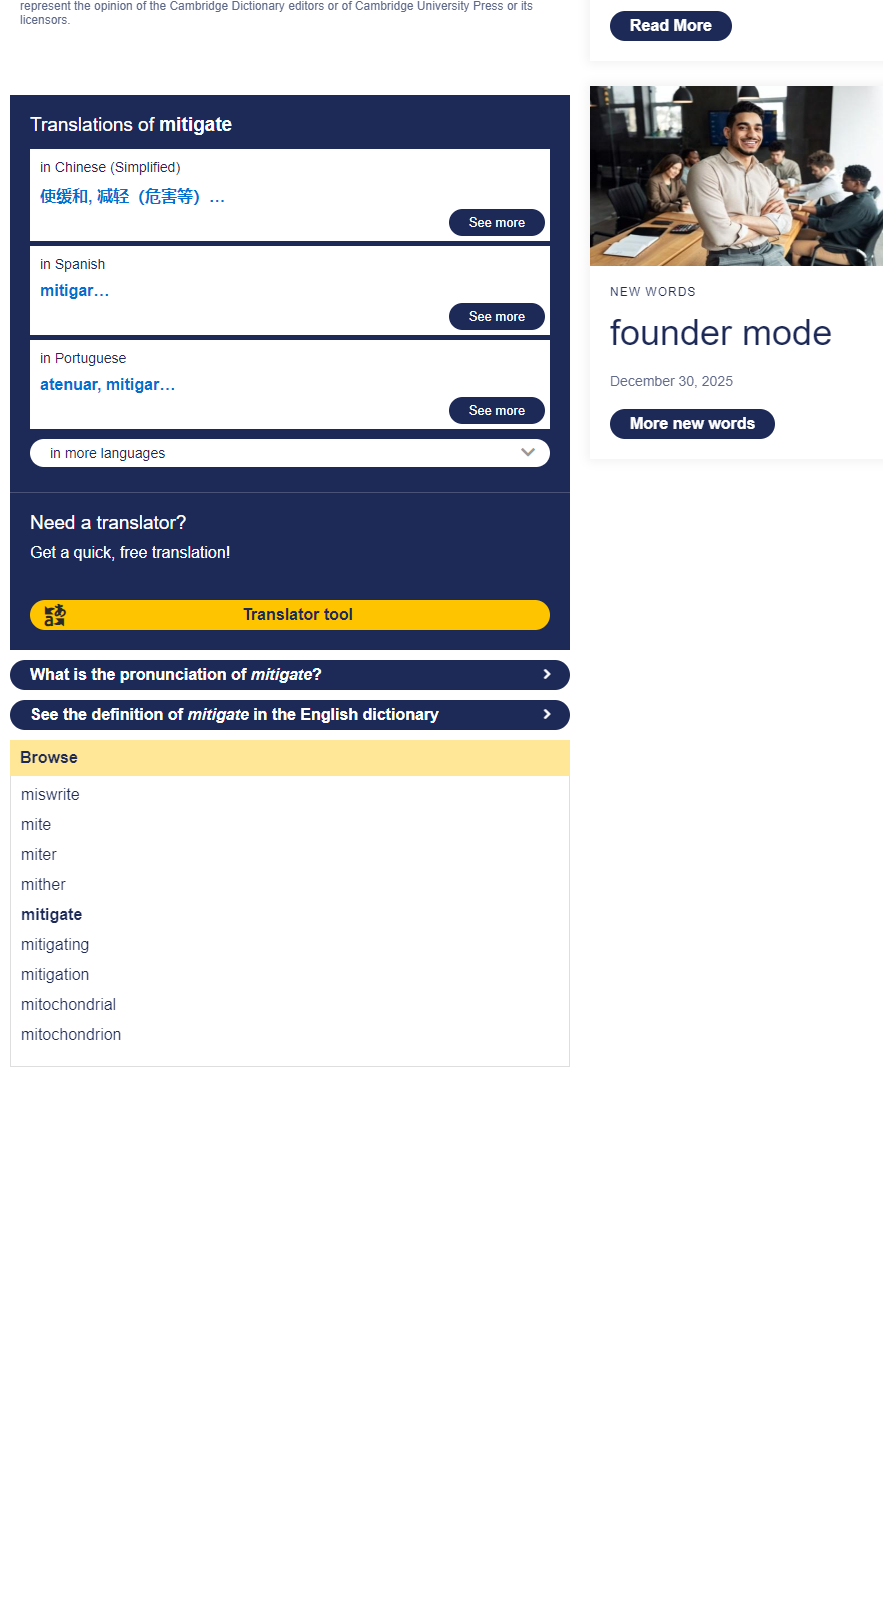 represent the opinion of the Cambridge Dictionary editors or of Cambridge University Press or its
licensors.
Translations of mitigate
in Chinese (Simplified)
使缓和, 减轻（危害等）…
See more
in Spanish
mitigar…
See more
in Portuguese
atenuar, mitigar…
See more
in more languages
Need a translator?
Get a quick, free translation!
Translator tool
What is the pronunciation of mitigate?
See the definition of mitigate in the English dictionary
Browse
miswrite
mite
miter
mither
mitigate
mitigating
mitigation
mitochondrial
mitochondrion
Read More
NEW WORDS
founder mode
December 30, 2025
More new words